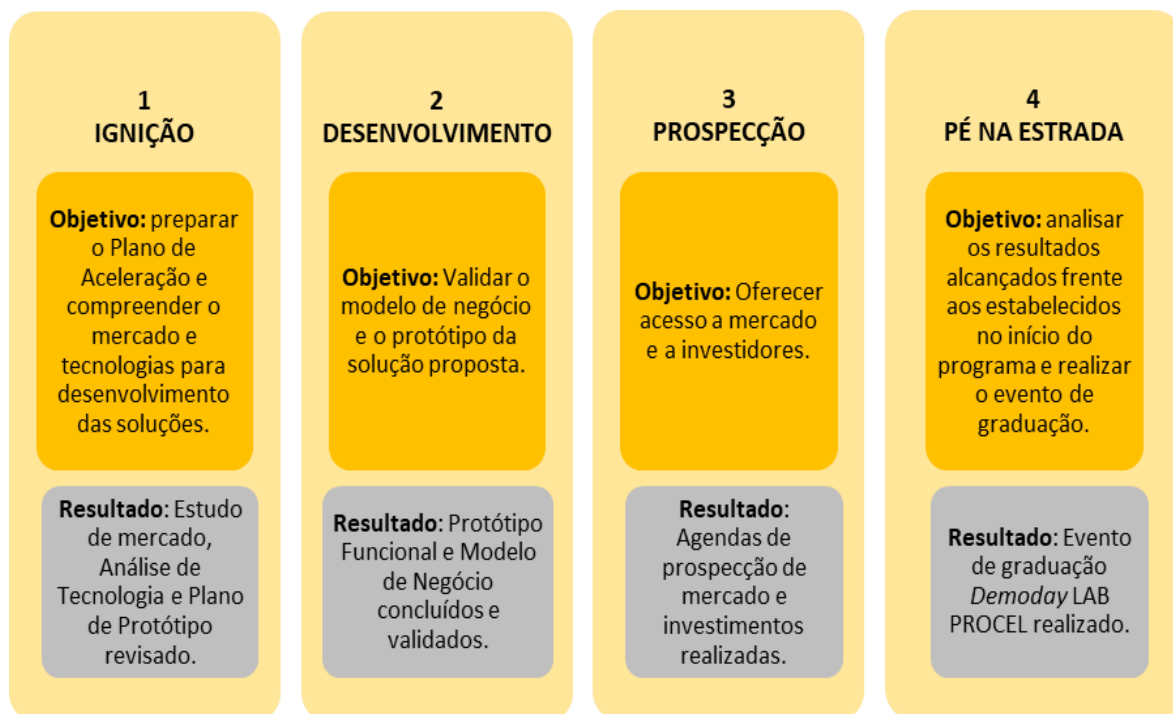 1
IGNIÇÃO
Objetivo: preparar
o Plano de
Aceleração e
compreender o
mercado e
tecnologias para
desenvolvimento
das soluções.
Resultado: Estudo
de mercado,
Análise de
Tecnologia e Plano
de Protótipo
revisado.
2
DESENVOLVIMENTO
Objetivo: Validar o
modelo de negócio
e o protótipo da
solução proposta.
Resultado: Protótipo
Funcional e Modelo
de Negócio
concluídos e
validados.
3
PROSPECÇÃO
Objetivo: Oferecer
acesso a mercado
e a investidores.
Resultado:
Agendas de
prospecção de
mercado e
investimentos
realizadas.
4
PÉ NA ESTRADA
Objetivo: analisar
os resultados
alcançados frente
aos estabelecidos
no início do
programa e realizar
o evento de
graduação.
Resultado: Evento
de graduação
Demoday LAB
PROCEL realizado.